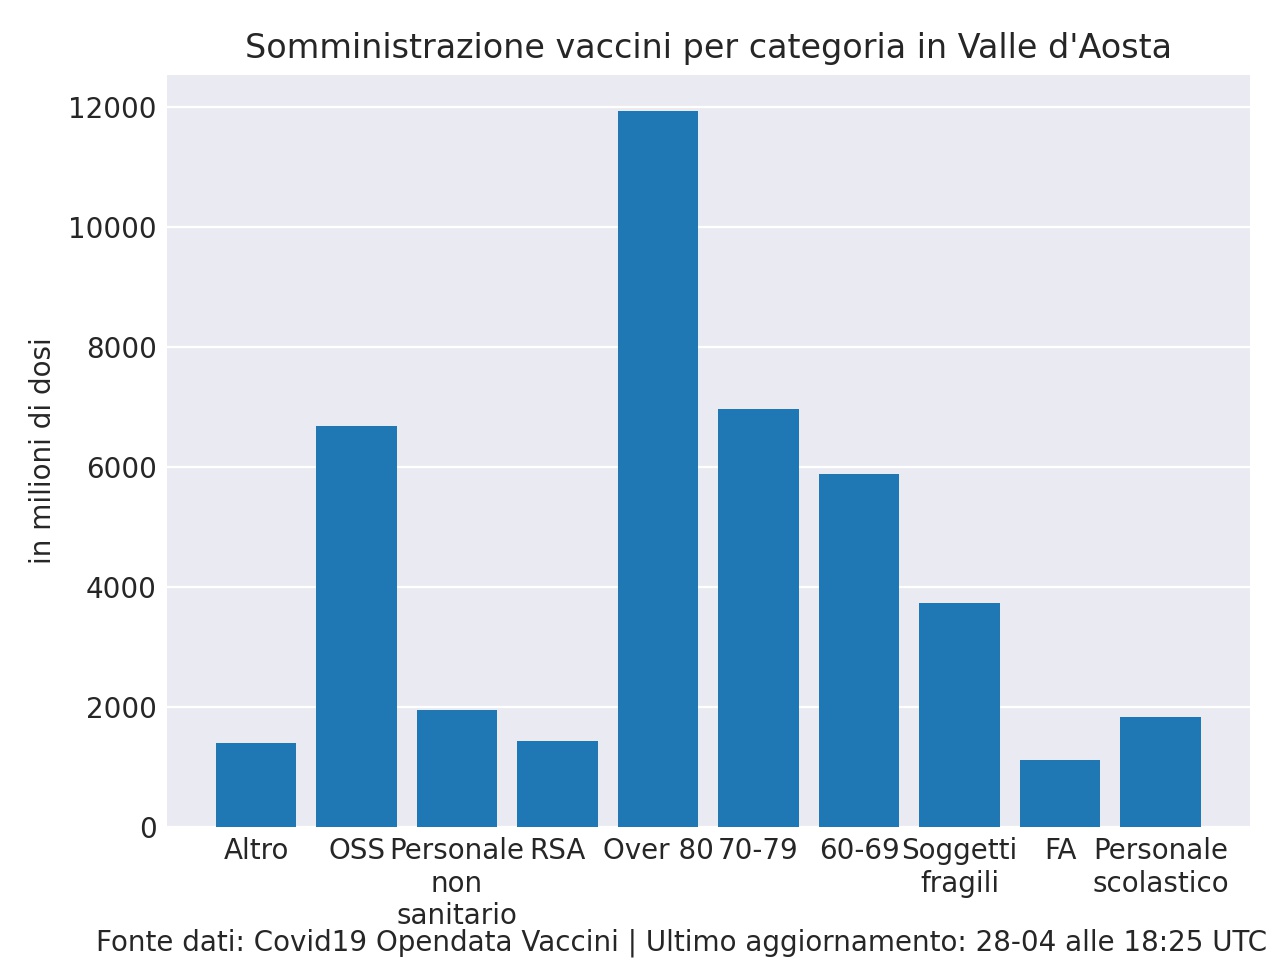 Somministrazione vaccini per categoria in Valle d'Aosta
in milioni di dosi
12000
10000
8000
6000
4000
2000
0
Altro
OSS
Personale
non
sanitario
RSA
Over 80
70-79
60-69
Soggetti
fragili
FA
Personale
scolastico
Fonte dati: Covid19 Opendata Vaccini | Ultimo aggiornamento: 28-04 alle 18:25 UTC